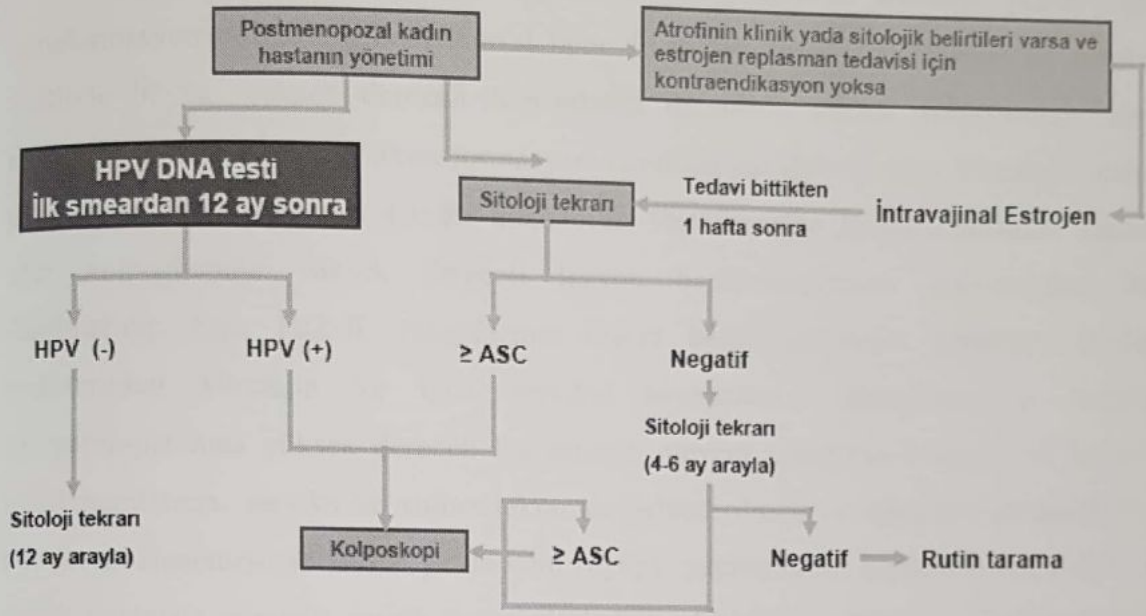 Postmenopozal kadın
hastanın yönetimi
Atrofinin klinik yada sitolojik belirtileri varsa ve
estrojen replasman tedavisi için
kontraendikasyon yoksa
HPV DNA testi
İlk smeardan 12 ay sonra
Sitoloji tekrarı
Tedavi bittikten
1 hafta sonra
İntravajinal Estrojen
HPV (-)
HPV (+)
≥ ASC
Negatif
Sitoloji tekrarı
(4-6 ay arayla)
Sitoloji tekrarı
(12 ay arayla)
Kolposkopi
≥ ASC
Negatif
Rutin tarama